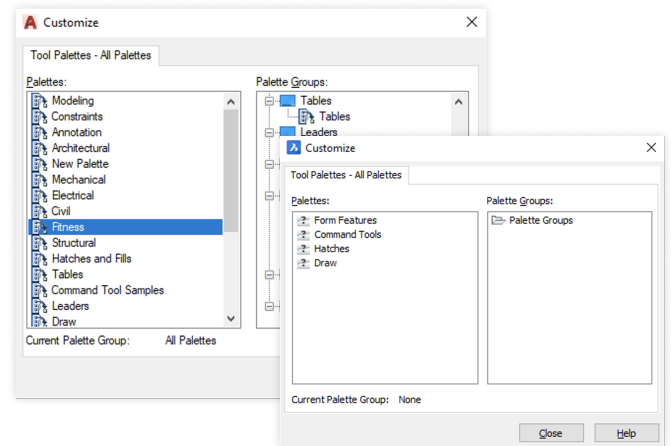 Customize
Tool Palettes - All Palettes
Palettes:
Modeling
Constraints
Annotation
Architectural
New Palette
Mechanical
Electrical
Civil
Fitness
Structural
Hatches and Fills
Tables
Command Tool Samples
Leaders
Draw
Palette Groups:
Tables
Tables
Leaders
Current Palette Group: All Palettes
Customize
Tool Palettes - All Palettes
Palettes:
Form Features
Command Tools
Hatches
Draw
Palette Groups:
Palette Groups
Current Palette Group: None
Close Help